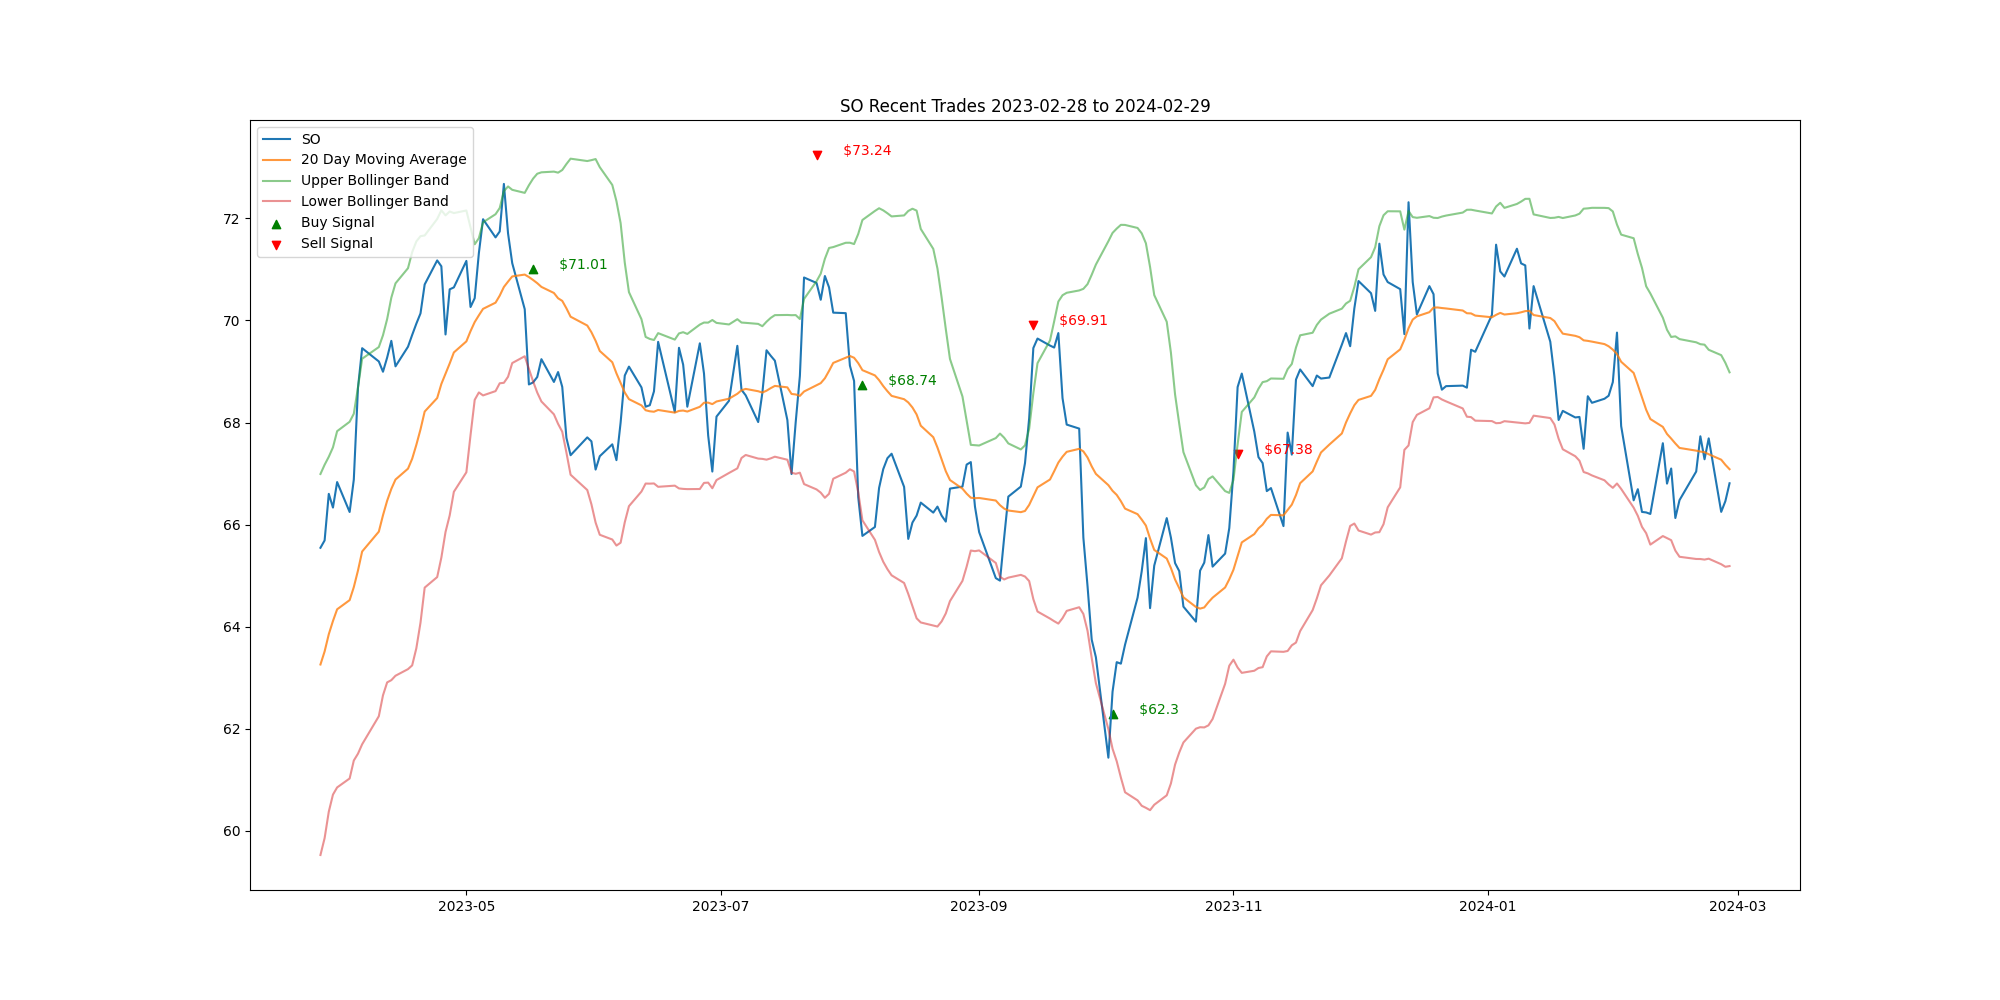 SO Recent Trades 2023-02-28 to 2024-02-29
SO
20 Day Moving Average
Upper Bollinger Band
Lower Bollinger Band
Buy Signal
Sell Signal
$73.24
$71.01
$69.91
$68.74
$67.38
$62.3
72
70
68
66
64
62
60
2023-05
2023-07
2023-09
2023-11
2024-01
2024-03